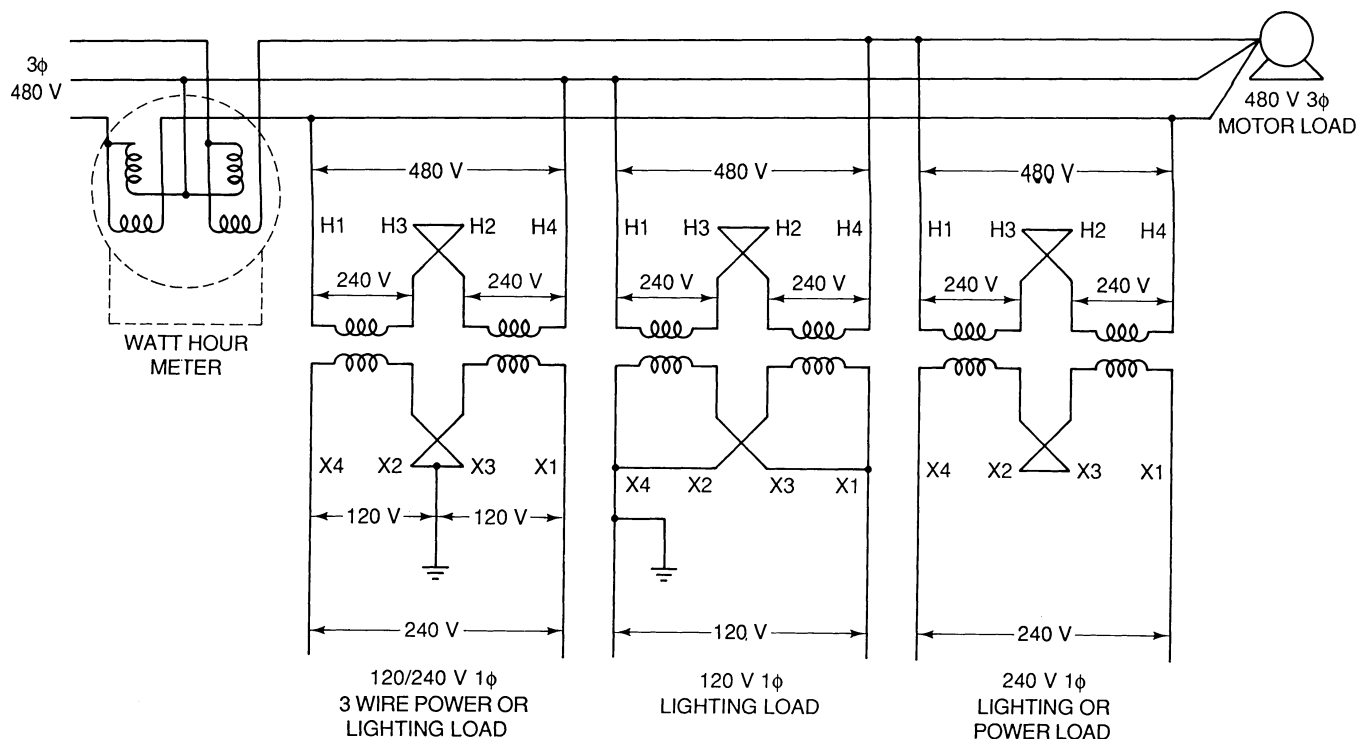 3ϕ
480 V
480 V 3ϕ
MOTOR LOAD
480 V 480 V 480 V
H1 H3 H2 H4 H1 H3 H2 H4 H1 H3 H2 H4
240 V 240 V 240 V 240 V 240 V 240 V
WATT HOUR
METER
X4 X2 X3 X1 X4 X2 X3 X1 X4 X2 X3 X1
120 V 120 V
240 V 120 V 240 V
120/240 V 1ϕ
3 WIRE POWER OR
LIGHTING LOAD
120 V 1ϕ
LIGHTING LOAD
240 V 1ϕ
LIGHTING OR
POWER LOAD